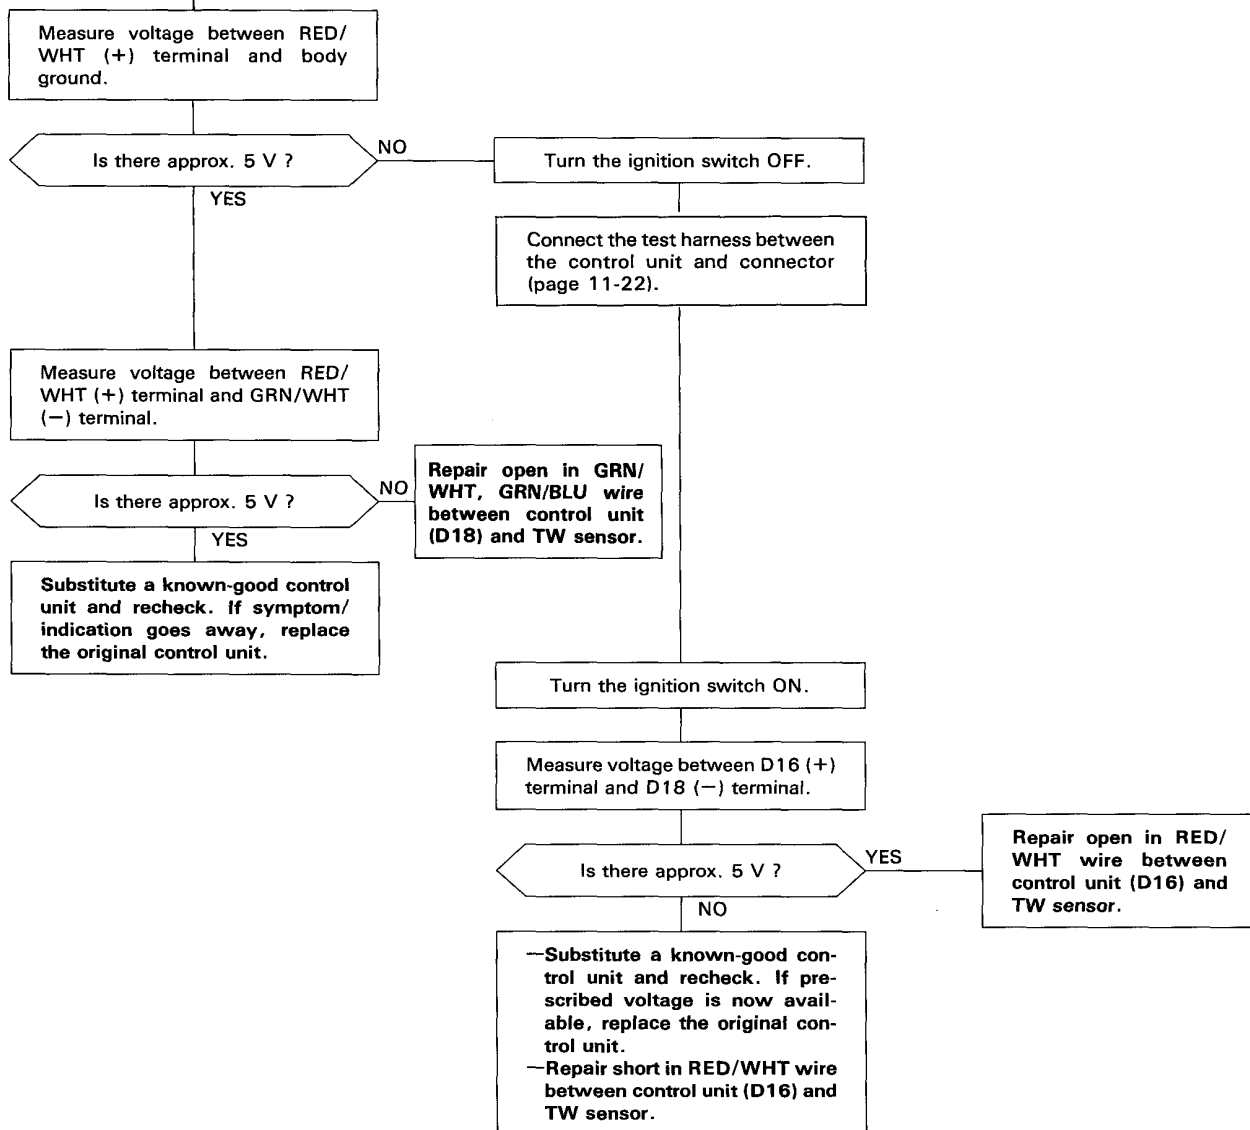 Measure voltage between RED/
WHT (+) terminal and body
ground.
Is there approx. 5 V ?
NO
YES
Turn the ignition switch OFF.
Connect the test harness between
the control unit and connector
(page 11-22).
Measure voltage between RED/
WHT (+) terminal and GRN/WHT
(−) terminal.
Is there approx. 5 V ?
NO
YES
Repair open in GRN/
WHT, GRN/BLU wire
between control unit
(D18) and TW sensor.
Substitute a known-good control
unit and recheck. If symptom/
indication goes away, replace
the original control unit.
Turn the ignition switch ON.
Measure voltage between D16 (+)
terminal and D18 (−) terminal.
Is there approx. 5 V ?
YES
NO
Repair open in RED/
WHT wire between
control unit (D16) and
TW sensor.
—Substitute a known-good con-
trol unit and recheck. If pre-
scribed voltage is now avail-
able, replace the original con-
trol unit.
—Repair short in RED/WHT wire
between control unit (D16) and
TW sensor.